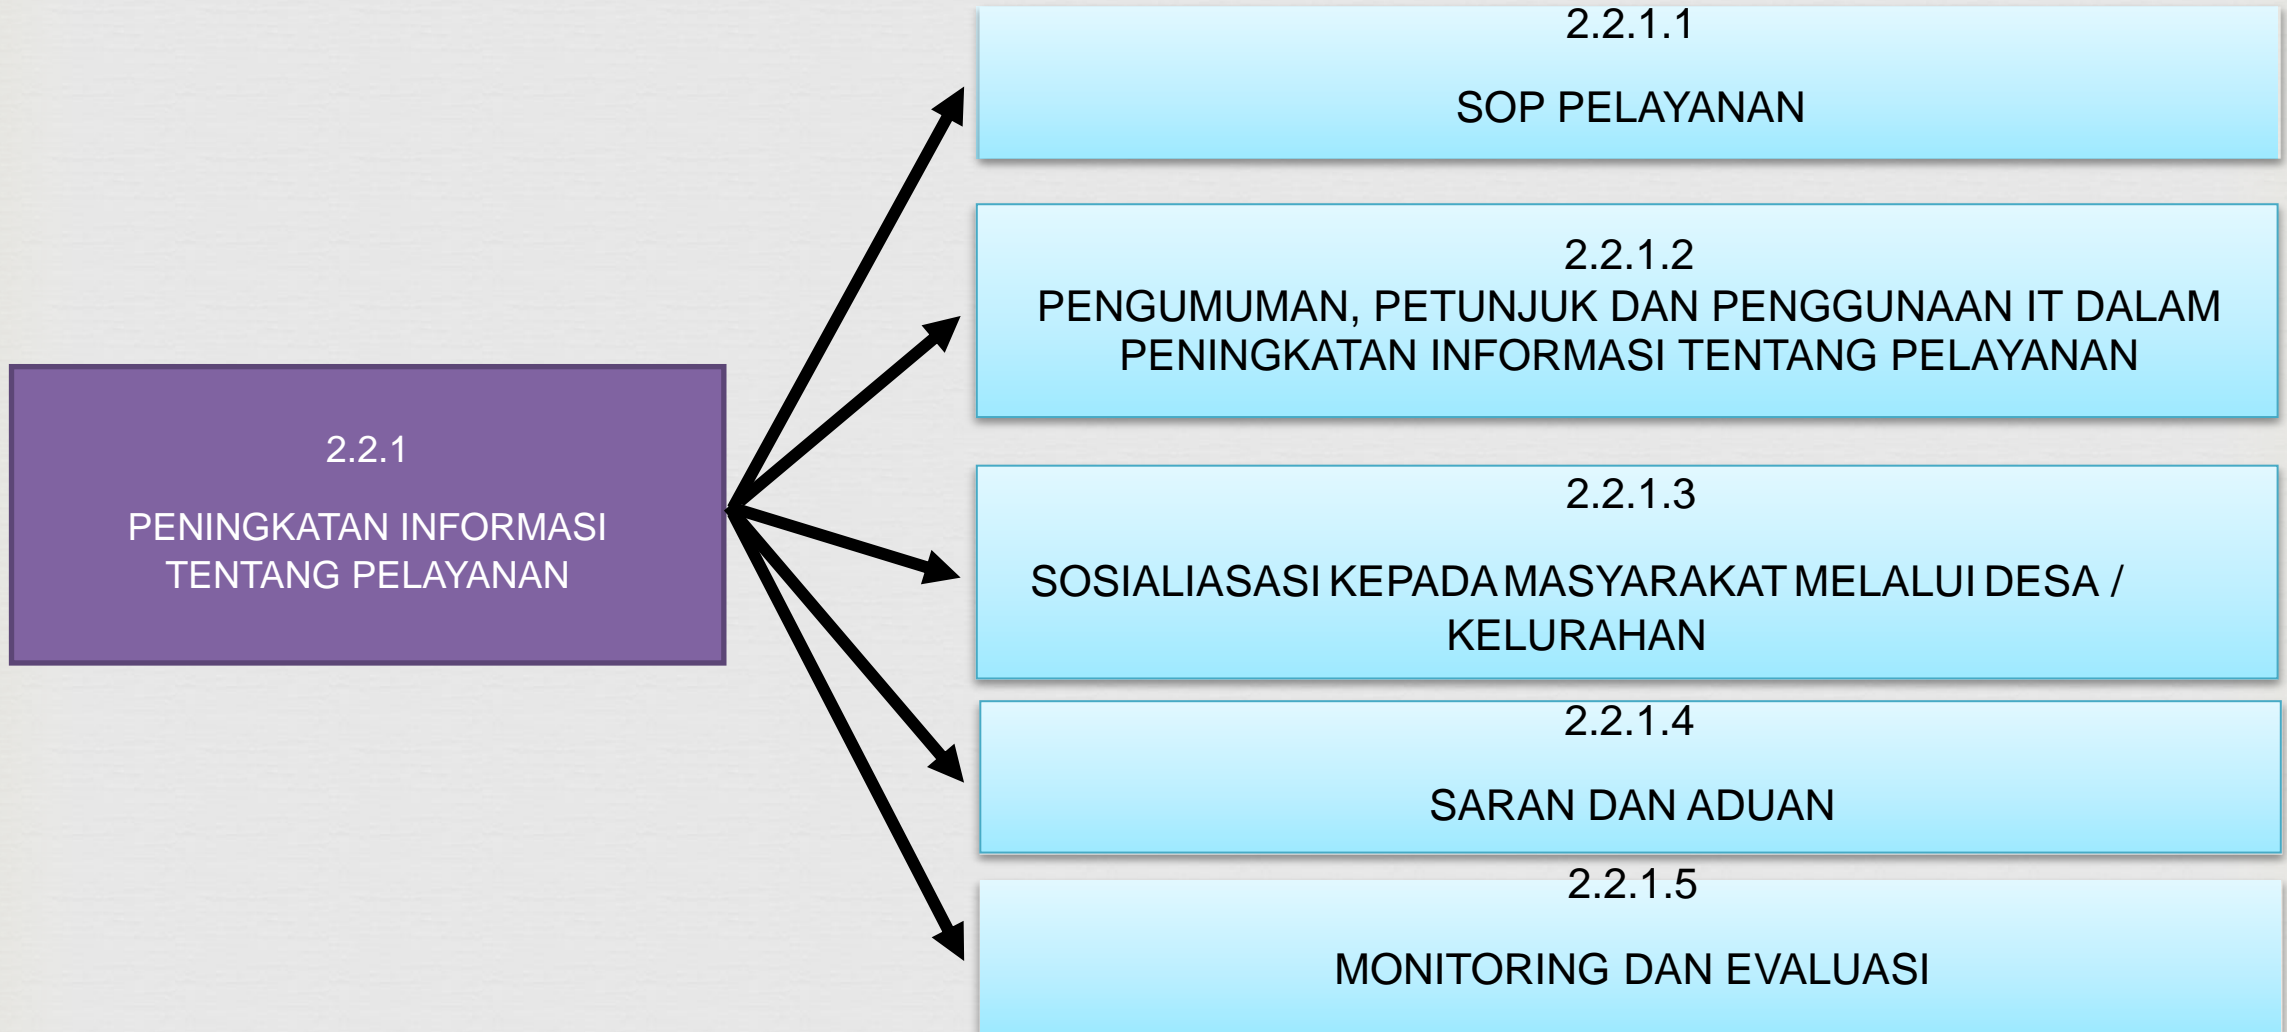 2.2.1
PENINGKATAN INFORMASI
TENTANG PELAYANAN
2.2.1.1
SOP PELAYANAN
2.2.1.2
PENGUMUMAN, PETUNJUK DAN PENGGUNAAN IT DALAM
PENINGKATAN INFORMASI TENTANG PELAYANAN
2.2.1.3
SOSIALIASASI KEPADA MASYARAKAT MELALUI DESA /
KELURAHAN
2.2.1.4
SARAN DAN ADUAN
2.2.1.5
MONITORING DAN EVALUASI